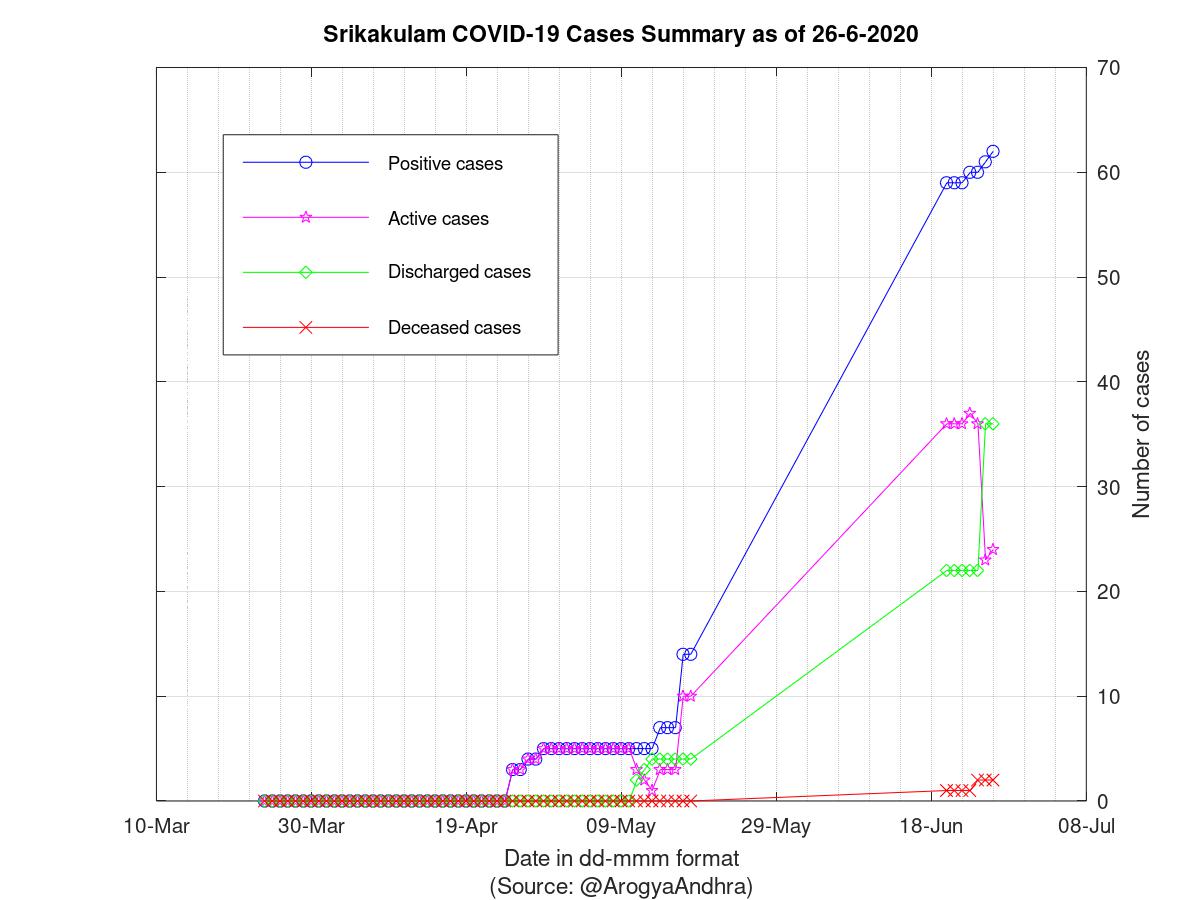 Srikakulam COVID-19 Cases Summary as of 26-6-2020
Positive cases
Active cases
Discharged cases
Deceased cases
70
60
50
40
30
20
10
0
Number of cases
10-Mar 30-Mar 19-Apr 09-May 29-May 18-Jun 08-Jul
Date in dd-mmm format
(Source: @ArogyaAndhra)